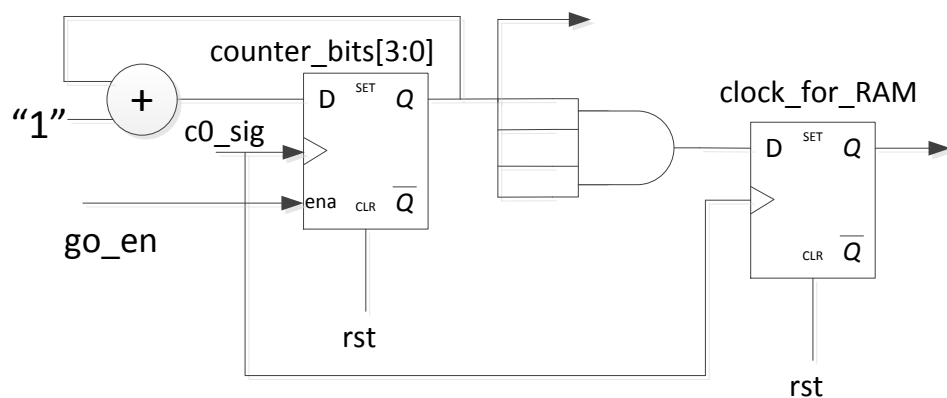 counter_bits[3:0]
D SET Q
+
“1”
c0_sig
ena CLR Q
go_en
rst
clock_for_RAM
D SET Q
CLR Q
rst